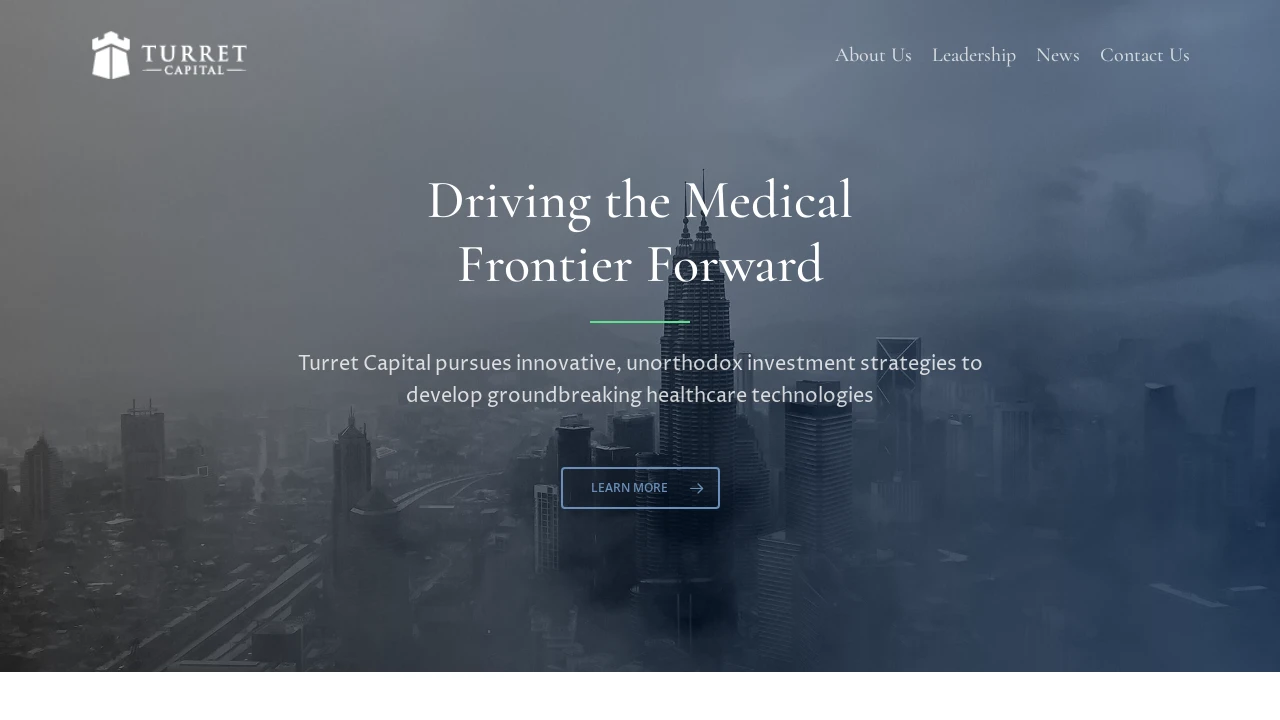 TURRET
CAPITAL
About Us
Leadership
News
Contact Us
Driving the Medical
Frontier Forward
Turret Capital pursues innovative, unorthodox investment strategies to
develop groundbreaking healthcare technologies
LEARN MORE